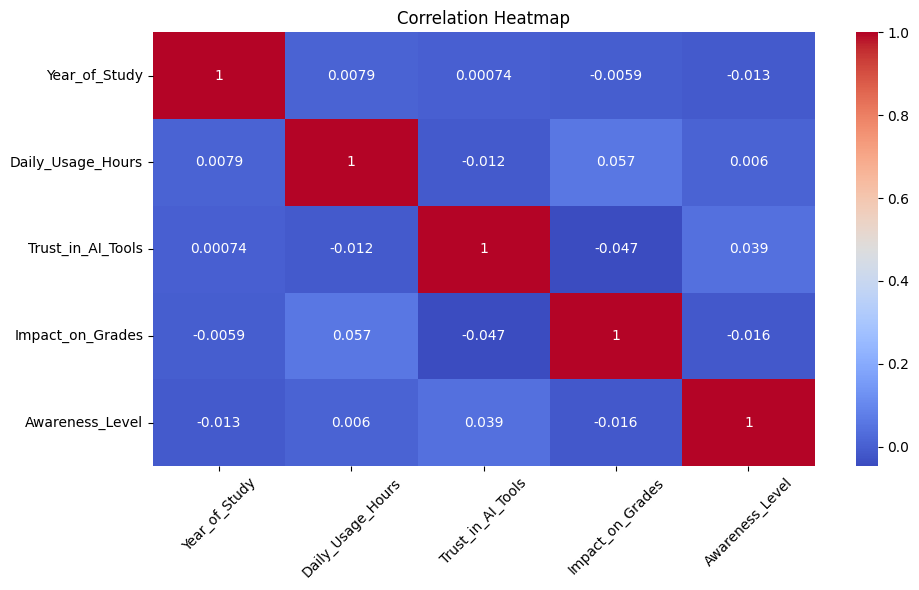 Correlation Heatmap
Year_of_Study 1 0.0079 0.00074 -0.0059 -0.013
Daily_Usage_Hours 0.0079 1 -0.012 0.057 0.006
Trust_in_AI_Tools 0.00074 -0.012 1 -0.047 0.039
Impact_on_Grades -0.0059 0.057 -0.047 1 -0.016
Awareness_Level -0.013 0.006 0.039 -0.016 1
Year_of_Study
Daily_Usage_Hours
Trust_in_AI_Tools
Impact_on_Grades
Awareness_Level
1.0
0.8
0.6
0.4
0.2
0.0